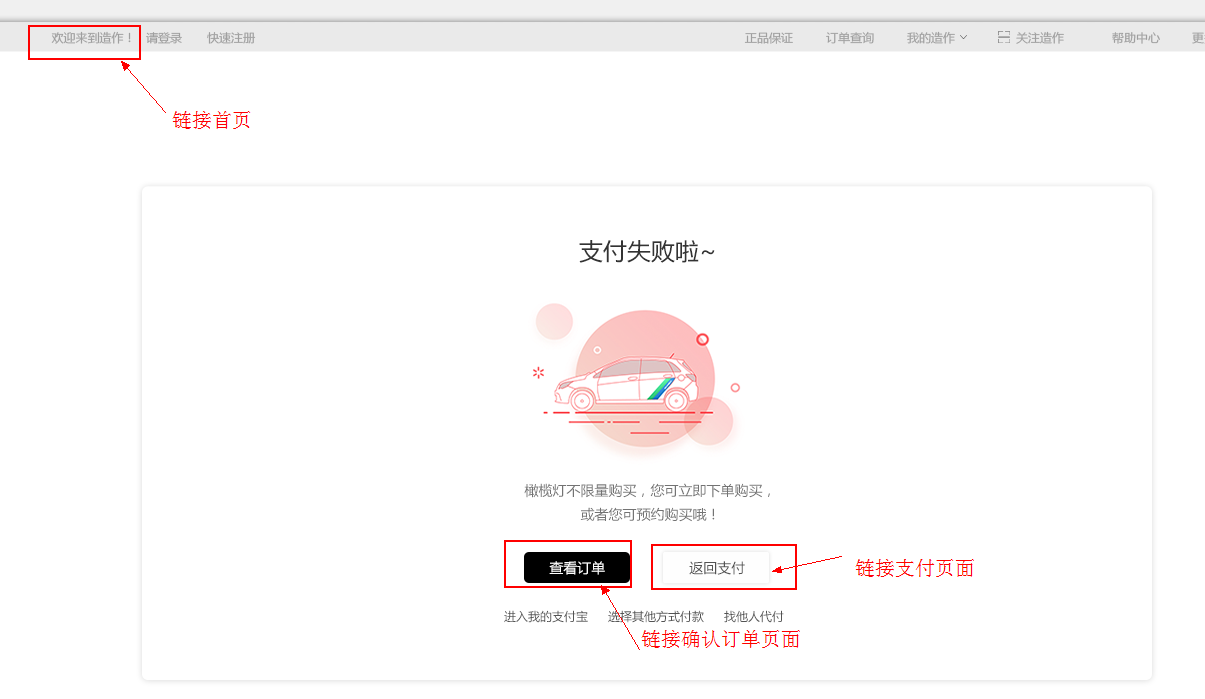 欢迎来到造作！ 请登录 快速注册 正品保证 订单查询 我的造作 关注造作 帮助中心 更
链接首页
支付失败啦~
橄榄灯不限量购买，您可立即下单购买，
或者您可预约购买哦！
查看订单 返回支付 链接支付页面
进入我的支付宝 选择其他方式付款 找他人代付
链接确认订单页面